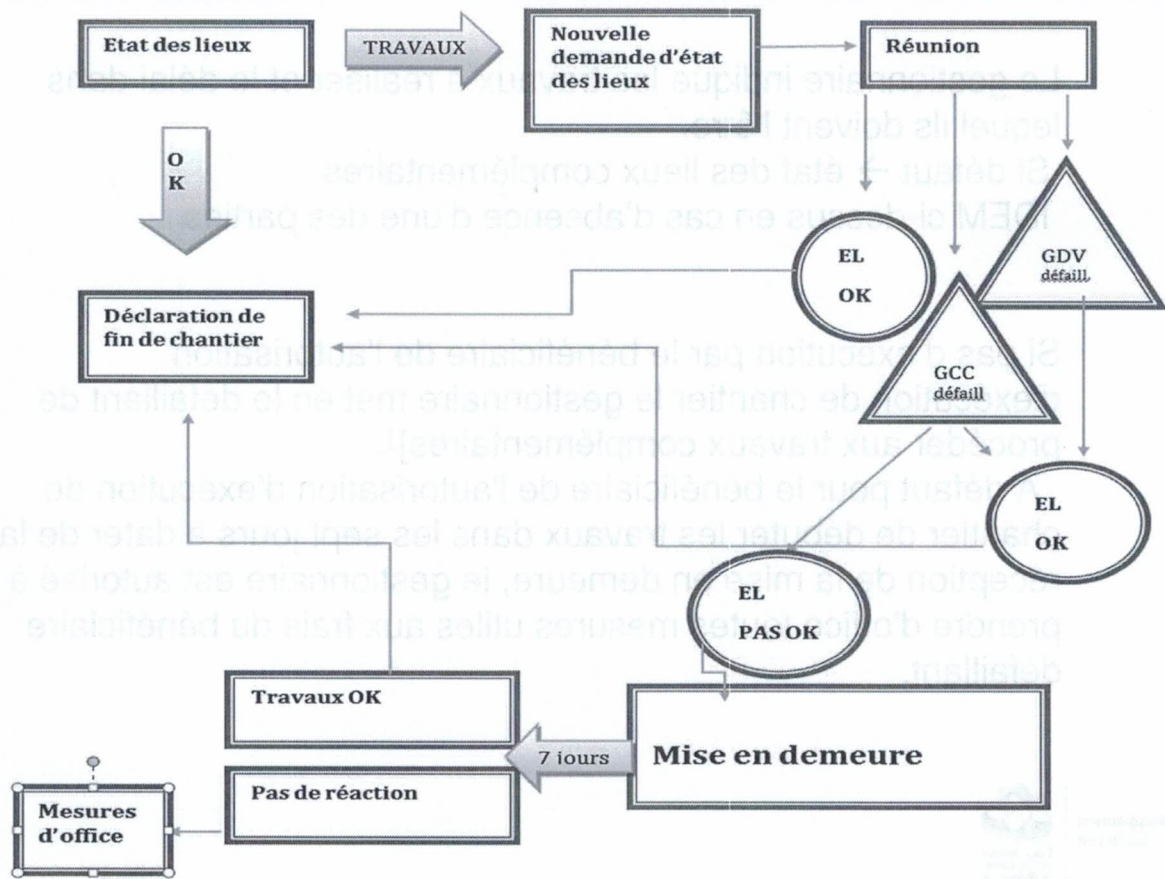 Etat des lieux
TRAVAUX
Nouvelle
demande d'état
des lieux
Réunion
Le gestionnaire indique les travaux à réaliser et le délai dans
lequel ils doivent l'être.
Si défaut → état des lieux complémentaires
IDEM ci-dessus en cas d'absence d'une des parties
O
K
EL
OK
GDV
défaill.
Déclaration de
fin de chantier
GCC
défaill
Si pas d'exécution par le bénéficiaire de l'autorisation
d'exécution de chantier le gestionnaire met en le défaillant de
procéder aux travaux complémentaires].
A défaut pour le bénéficiaire de l'autorisation d'exécution de
chantier de débuter les travaux dans les sept jours à dater de la
réception de la mise en demeure, le gestionnaire est autorisé à
prendre d'office toutes mesures utiles aux frais du bénéficiaire
défaillant.
EL
OK
EL
PAS OK
Travaux OK
7 jours
Mise en demeure
Pas de réaction
Mesures
d'office